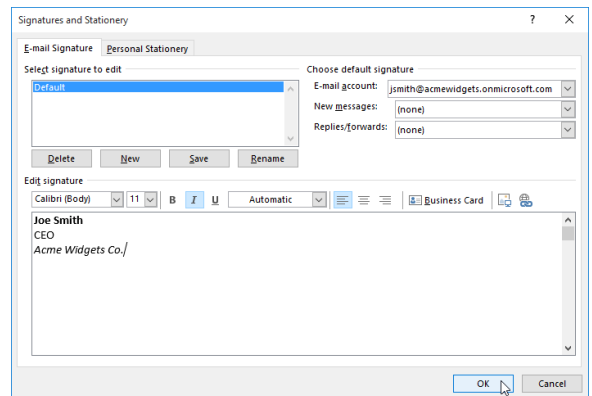 Signatures and Stationery
E-mail Signature Personal Stationery
Select signature to edit
Default
Delete New Save Rename
Choose default signature
E-mail account: jsmith@acmewidgets.onmicrosoft.com
New messages: (none)
Replies/forwards: (none)
Edit signature
Calibri (Body) 11 B I U Automatic Business Card
Joe Smith
CEO
Acme Widgets Co.
OK Cancel